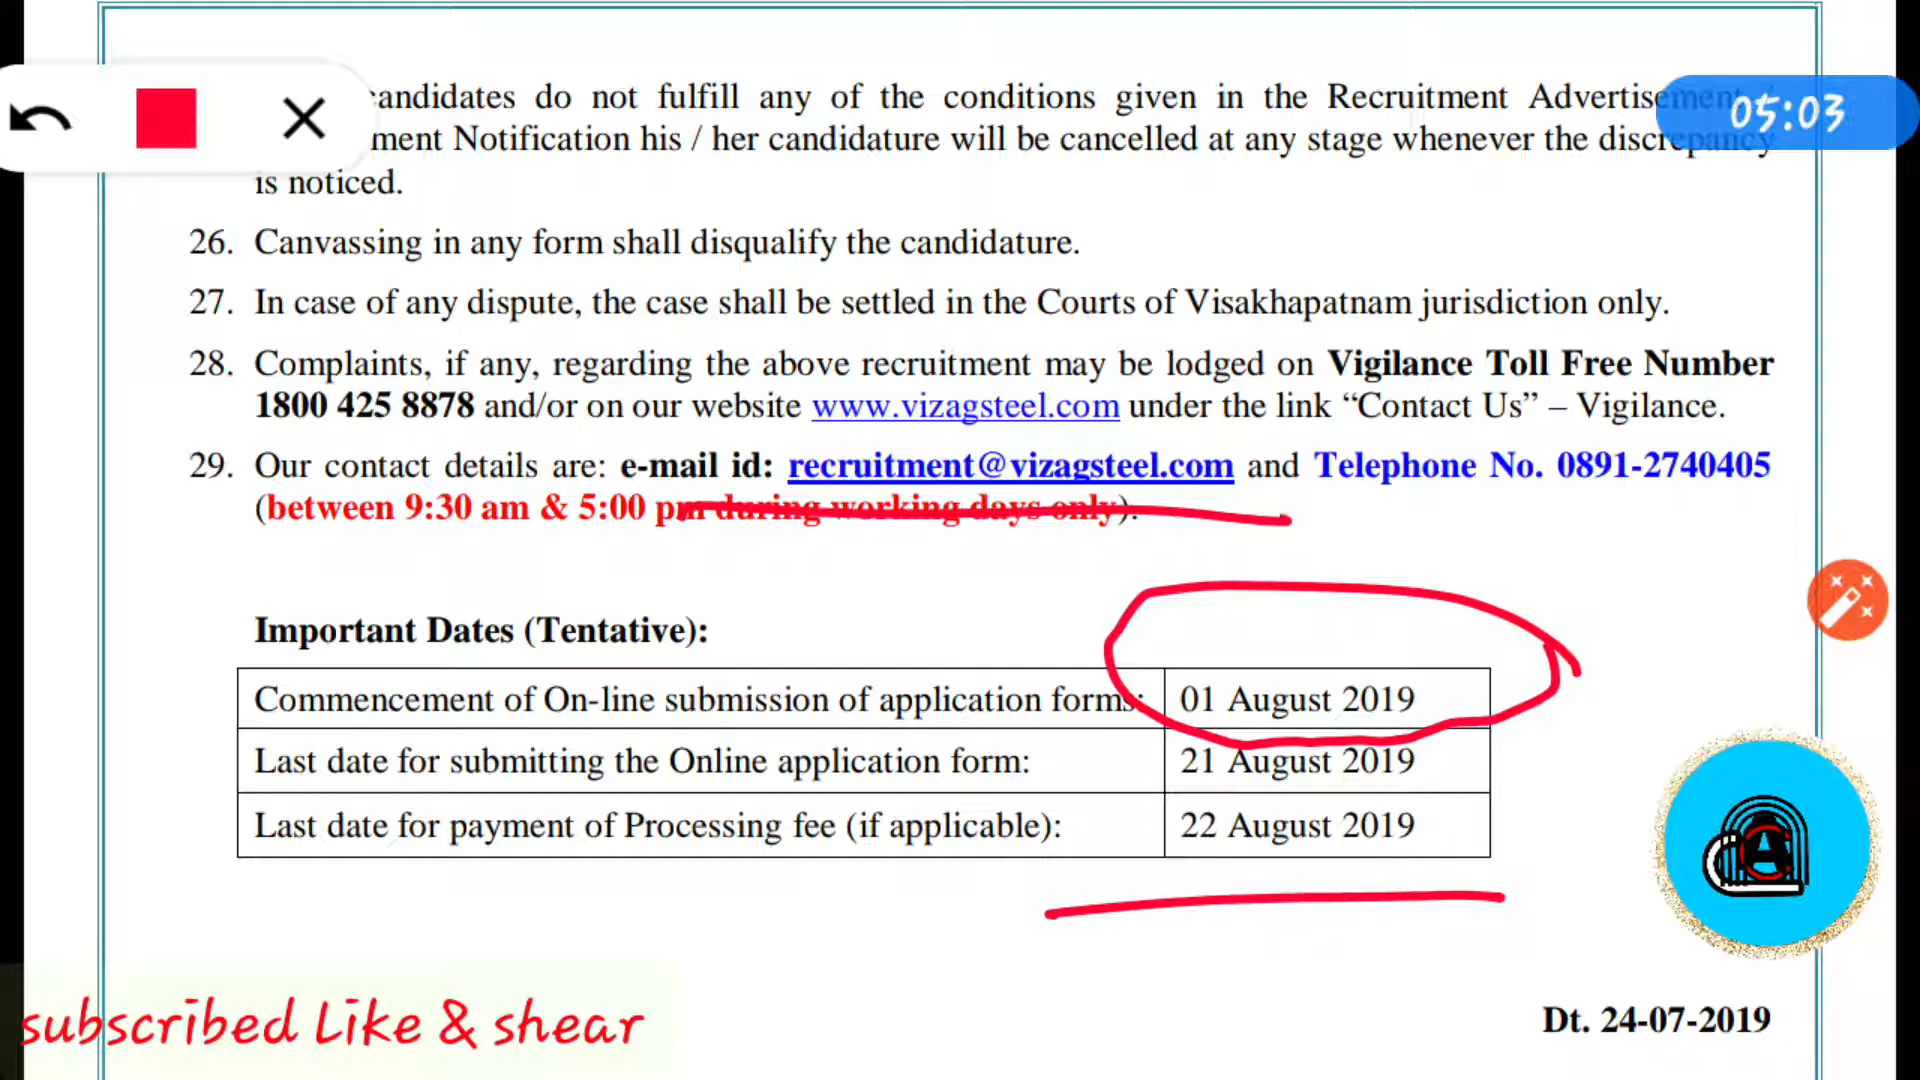 candidates do not fulfill any of the conditions given in the Recruitment Advertisement /
ment Notification his / her candidature will be cancelled at any stage whenever the discrepancy
is noticed.
05:03
26. Canvassing in any form shall disqualify the candidature.
27. In case of any dispute, the case shall be settled in the Courts of Visakhapatnam jurisdiction only.
28. Complaints, if any, regarding the above recruitment may be lodged on Vigilance Toll Free Number
1800 425 8878 and/or on our website www.vizagsteel.com under the link “Contact Us” – Vigilance.
29. Our contact details are: e-mail id: recruitment@vizagsteel.com and Telephone No. 0891-2740405
(between 9:30 am & 5:00 pm during working days only).
Important Dates (Tentative):
Commencement of On-line submission of application forms: 01 August 2019
Last date for submitting the Online application form: 21 August 2019
Last date for payment of Processing fee (if applicable): 22 August 2019
A
subscribed Like & shear
Dt. 24-07-2019